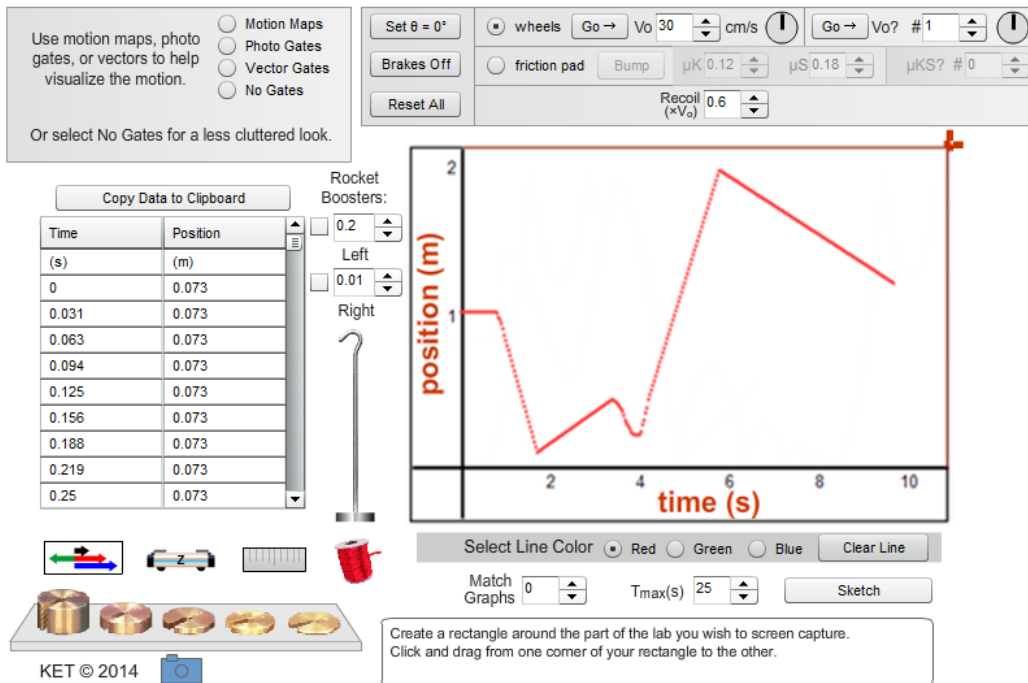 Use motion maps, photo
gates, or vectors to help
visualize the motion.
Motion Maps
Photo Gates
Vector Gates
No Gates
Or select No Gates for a less cluttered look.
Set θ = 0°
Brakes Off
Reset All
wheels Go→ Vo 30 cm/s Go→ Vo? # 1
friction pad Bump μK 0.12 μS 0.18 μKS? # 0
Recoil
(×Vₒ) 0.6
Copy Data to Clipboard
Time Position
(s) (m)
0 0.073
0.031 0.073
0.063 0.073
0.094 0.073
0.125 0.073
0.156 0.073
0.188 0.073
0.219 0.073
0.25 0.073
Rocket
Boosters:
0.2
Left
0.01
Right
2
1
position (m)
2 4 6 8 10
time (s)
Z
Select Line Color Red Green Blue Clear Line
Match
Graphs 0 Tmax(s) 25 Sketch
Create a rectangle around the part of the lab you wish to screen capture.
Click and drag from one corner of your rectangle to the other.
KET © 2014